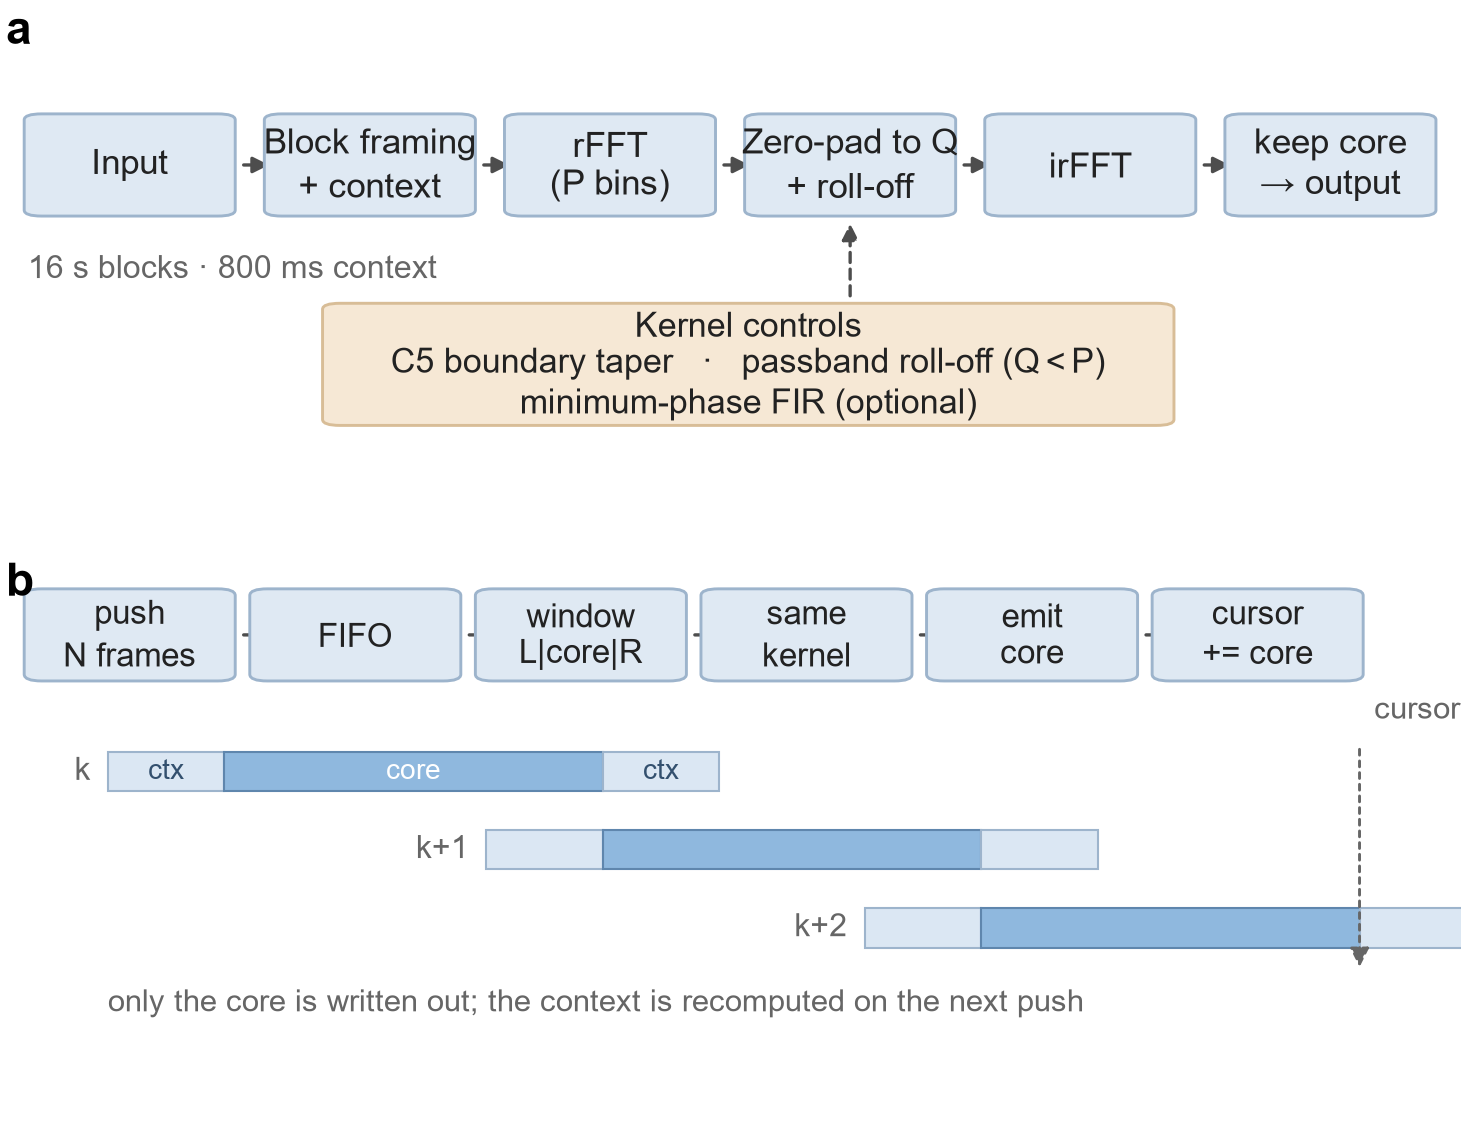 a
Input
Block framing
+ context
rFFT
(P bins)
Zero-pad to Q
+ roll-off
irFFT
keep core
→ output
16 s blocks · 800 ms context
Kernel controls
C5 boundary taper · passband roll-off (Q < P)
minimum-phase FIR (optional)
b
push
N frames
FIFO
window
L|core|R
same
kernel
emit
core
cursor
+= core
cursor
k
ctx
core
ctx
k+1
k+2
only the core is written out; the context is recomputed on the next push